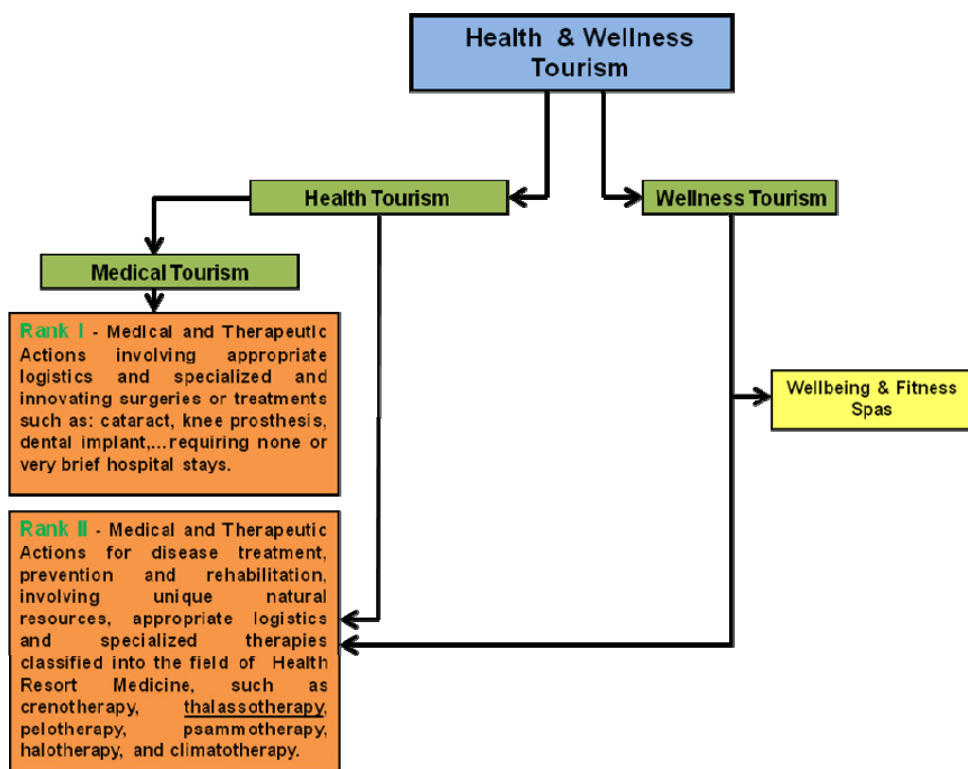 Health & Wellness
Tourism
Health Tourism
Wellness Tourism
Medical Tourism
Rank I - Medical and Therapeutic
Actions involving appropriate
logistics and specialized and
innovating surgeries or treatments
such as: cataract, knee prosthesis,
dental implant,...requiring none or
very brief hospital stays.
Wellbeing & Fitness
Spas
Rank II - Medical and Therapeutic
Actions for disease treatment,
prevention and rehabilitation,
involving unique natural
resources, appropriate logistics
and specialized therapies
classified into the field of Health
Resort Medicine, such as
crenotherapy, thalassotherapy,
pelotherapy, psammotherapy,
halotherapy, and climatotherapy.